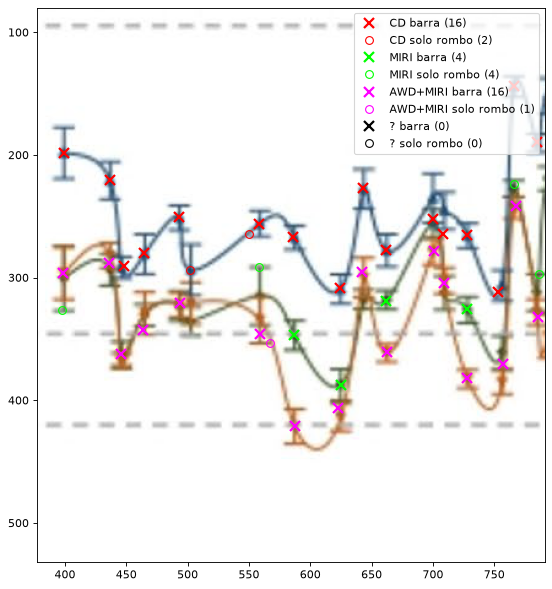 CD barra (16)
CD solo rombo (2)
MIRI barra (4)
MIRI solo rombo (4)
AWD+MIRI barra (16)
AWD+MIRI solo rombo (1)
? barra (0)
? solo rombo (0)
100
200
300
400
500
400 450 500 550 600 650 700 750